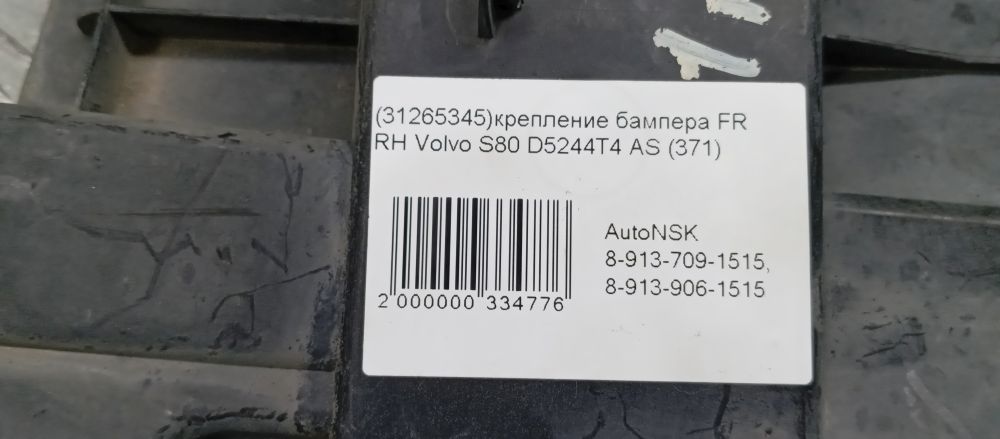 (31265345)крепление бампера FR
RH Volvo S80 D5244T4 AS (371)
AutoNSK
8-913-709-1515,
8-913-906-1515
2 000000 334776